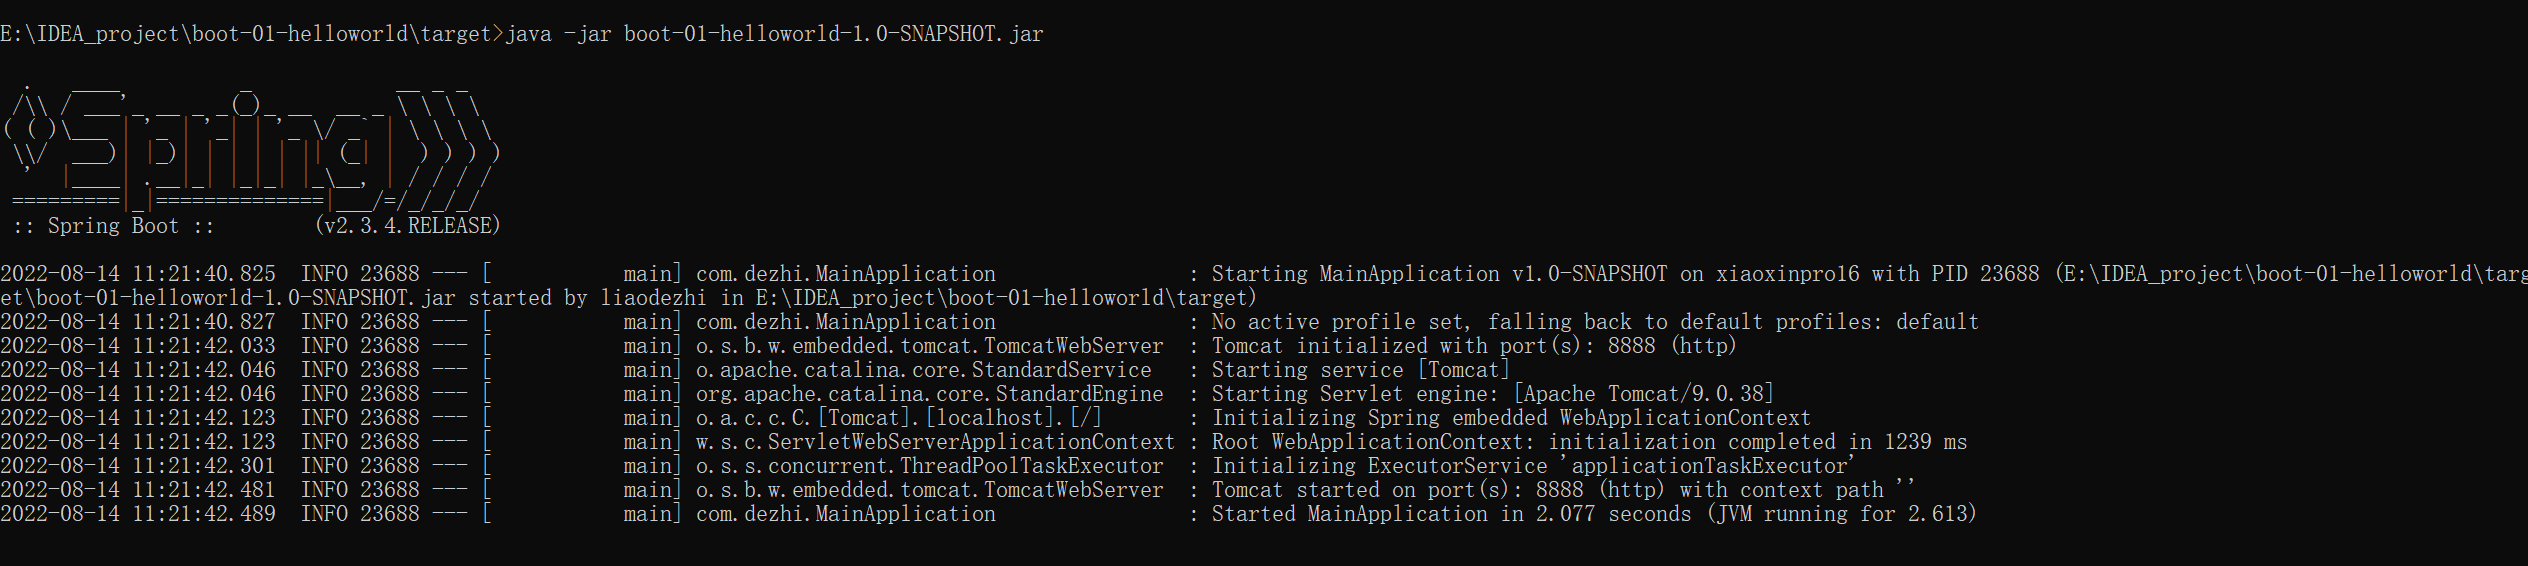 E:\IDEA_project\boot-01-helloworld\target>java -jar boot-01-helloworld-1.0-SNAPSHOT.jar
  .   ____          _            __ _ _
 /\\ / ___'_ __ _ _(_)_ __  __ _ \ \ \ \
( ( )\___ | '_ | '_| | '_ \/ _` | \ \ \ \
 \\/  ___)| |_)| | | | | || (_| |  ) ) ) )
  '  |____| .__|_| |_|_| |_\__, | / / / /
 =========|_|==============|___/=/_/_/_/
 :: Spring Boot ::        (v2.3.4.RELEASE)
2022-08-14 11:21:40.825  INFO 23688 --- [           main] com.dezhi.MainApplication                : Starting MainApplication v1.0-SNAPSHOT on xiaoxinpro16 with PID 23688 (E:\IDEA_project\boot-01-helloworld\targ
et\boot-01-helloworld-1.0-SNAPSHOT.jar started by liaodezhi in E:\IDEA_project\boot-01-helloworld\target)
2022-08-14 11:21:40.827  INFO 23688 --- [           main] com.dezhi.MainApplication                : No active profile set, falling back to default profiles: default
2022-08-14 11:21:42.033  INFO 23688 --- [           main] o.s.b.w.embedded.tomcat.TomcatWebServer  : Tomcat initialized with port(s): 8888 (http)
2022-08-14 11:21:42.046  INFO 23688 --- [           main] o.apache.catalina.core.StandardService   : Starting service [Tomcat]
2022-08-14 11:21:42.046  INFO 23688 --- [           main] org.apache.catalina.core.StandardEngine  : Starting Servlet engine: [Apache Tomcat/9.0.38]
2022-08-14 11:21:42.123  INFO 23688 --- [           main] o.a.c.c.C.[Tomcat].[localhost].[/]       : Initializing Spring embedded WebApplicationContext
2022-08-14 11:21:42.123  INFO 23688 --- [           main] w.s.c.ServletWebServerApplicationContext : Root WebApplicationContext: initialization completed in 1239 ms
2022-08-14 11:21:42.301  INFO 23688 --- [           main] o.s.s.concurrent.ThreadPoolTaskExecutor  : Initializing ExecutorService 'applicationTaskExecutor'
2022-08-14 11:21:42.481  INFO 23688 --- [           main] o.s.b.w.embedded.tomcat.TomcatWebServer  : Tomcat started on port(s): 8888 (http) with context path ''
2022-08-14 11:21:42.489  INFO 23688 --- [           main] com.dezhi.MainApplication                : Started MainApplication in 2.077 seconds (JVM running for 2.613)